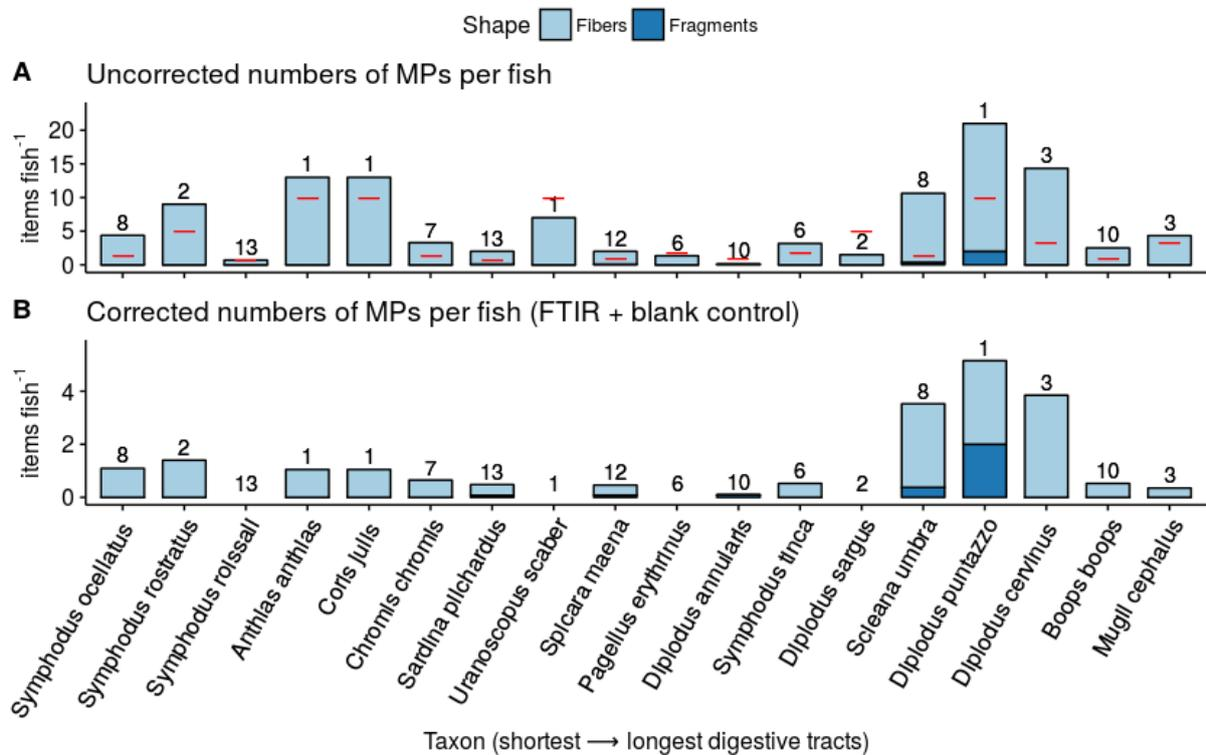 Shape Fibers Fragments
A Uncorrected numbers of MPs per fish
items fish⁻¹
20
15
10
5
0
8 2 13 1 1 7 13 1 12 6 10 6 2 8 1 3 10 3
B Corrected numbers of MPs per fish (FTIR + blank control)
items fish⁻¹
4
2
0
8 2 13 1 1 7 13 1 12 6 10 6 2 8 1 3 10 3
Symphodus ocellatus
Symphodus rostratus
Symphodus roissali
Anthias anthias
Coris julis
Chromis chromis
Sardina pilchardus
Uranoscopus scaber
Spicara maena
Pagellus erythrinus
Diplodus annularis
Symphodus tinca
Diplodus sargus
Scieana umbra
Diplodus puntazzo
Diplodus cervinus
Boops boops
Mugil cephalus
Taxon (shortest → longest digestive tracts)